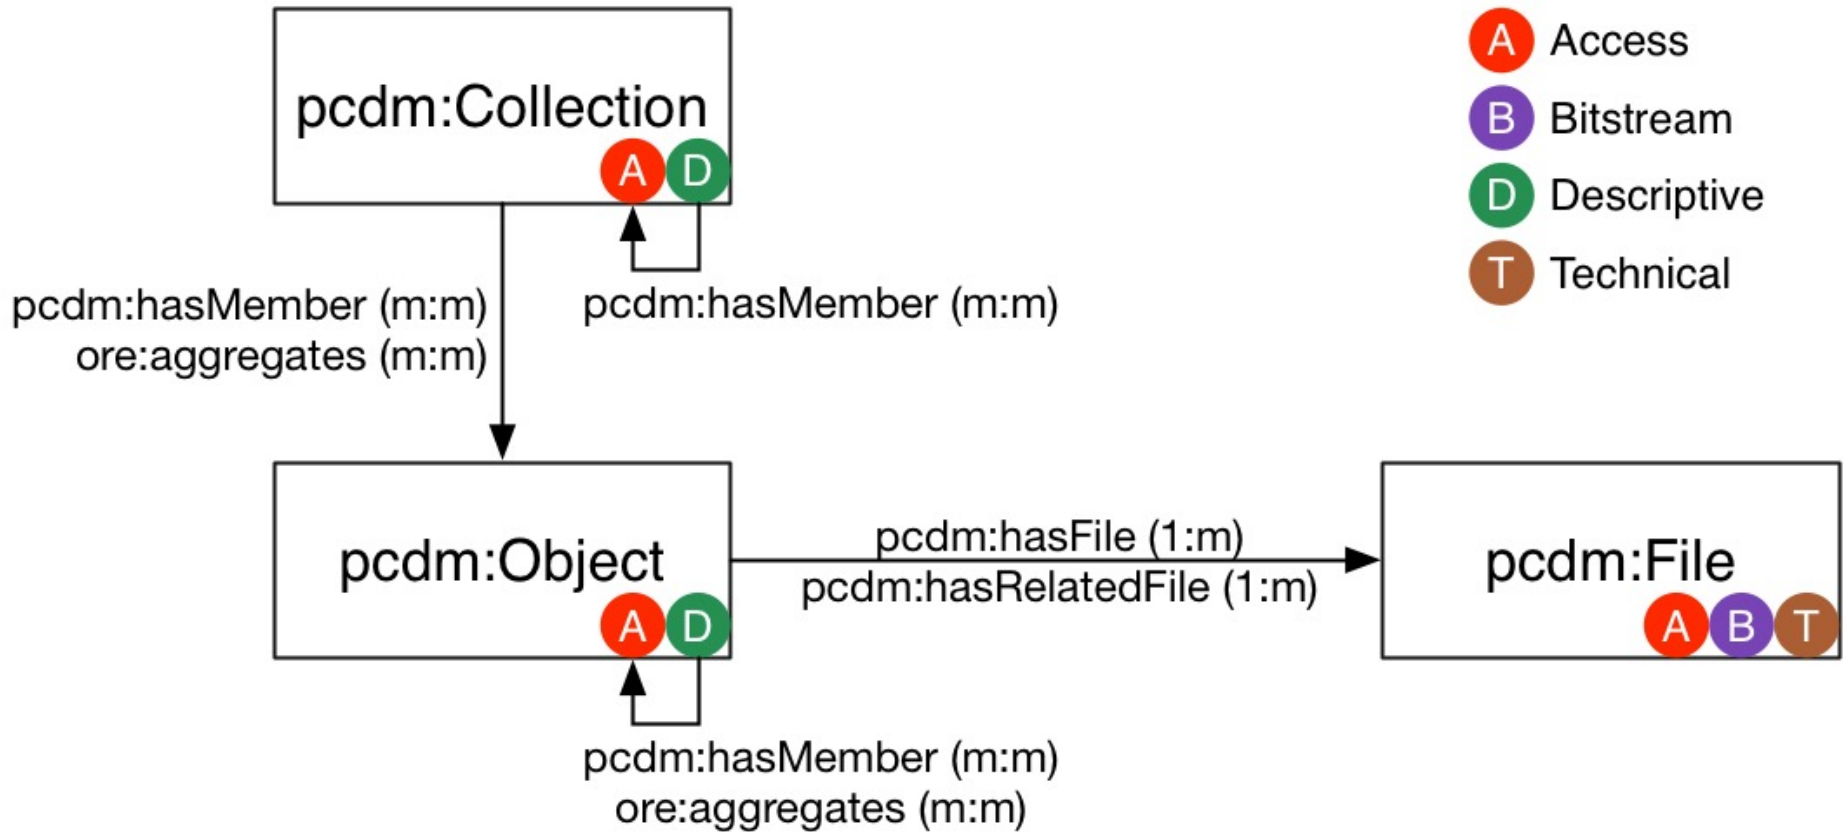 pcdm:Collection
A D
pcdm:hasMember (m:m)
ore:aggregates (m:m)
pcdm:hasMember (m:m)
pcdm:Object
A D
pcdm:hasMember (m:m)
ore:aggregates (m:m)
pcdm:hasFile (1:m)
pcdm:hasRelatedFile (1:m)
pcdm:File
A B T
A Access
B Bitstream
D Descriptive
T Technical